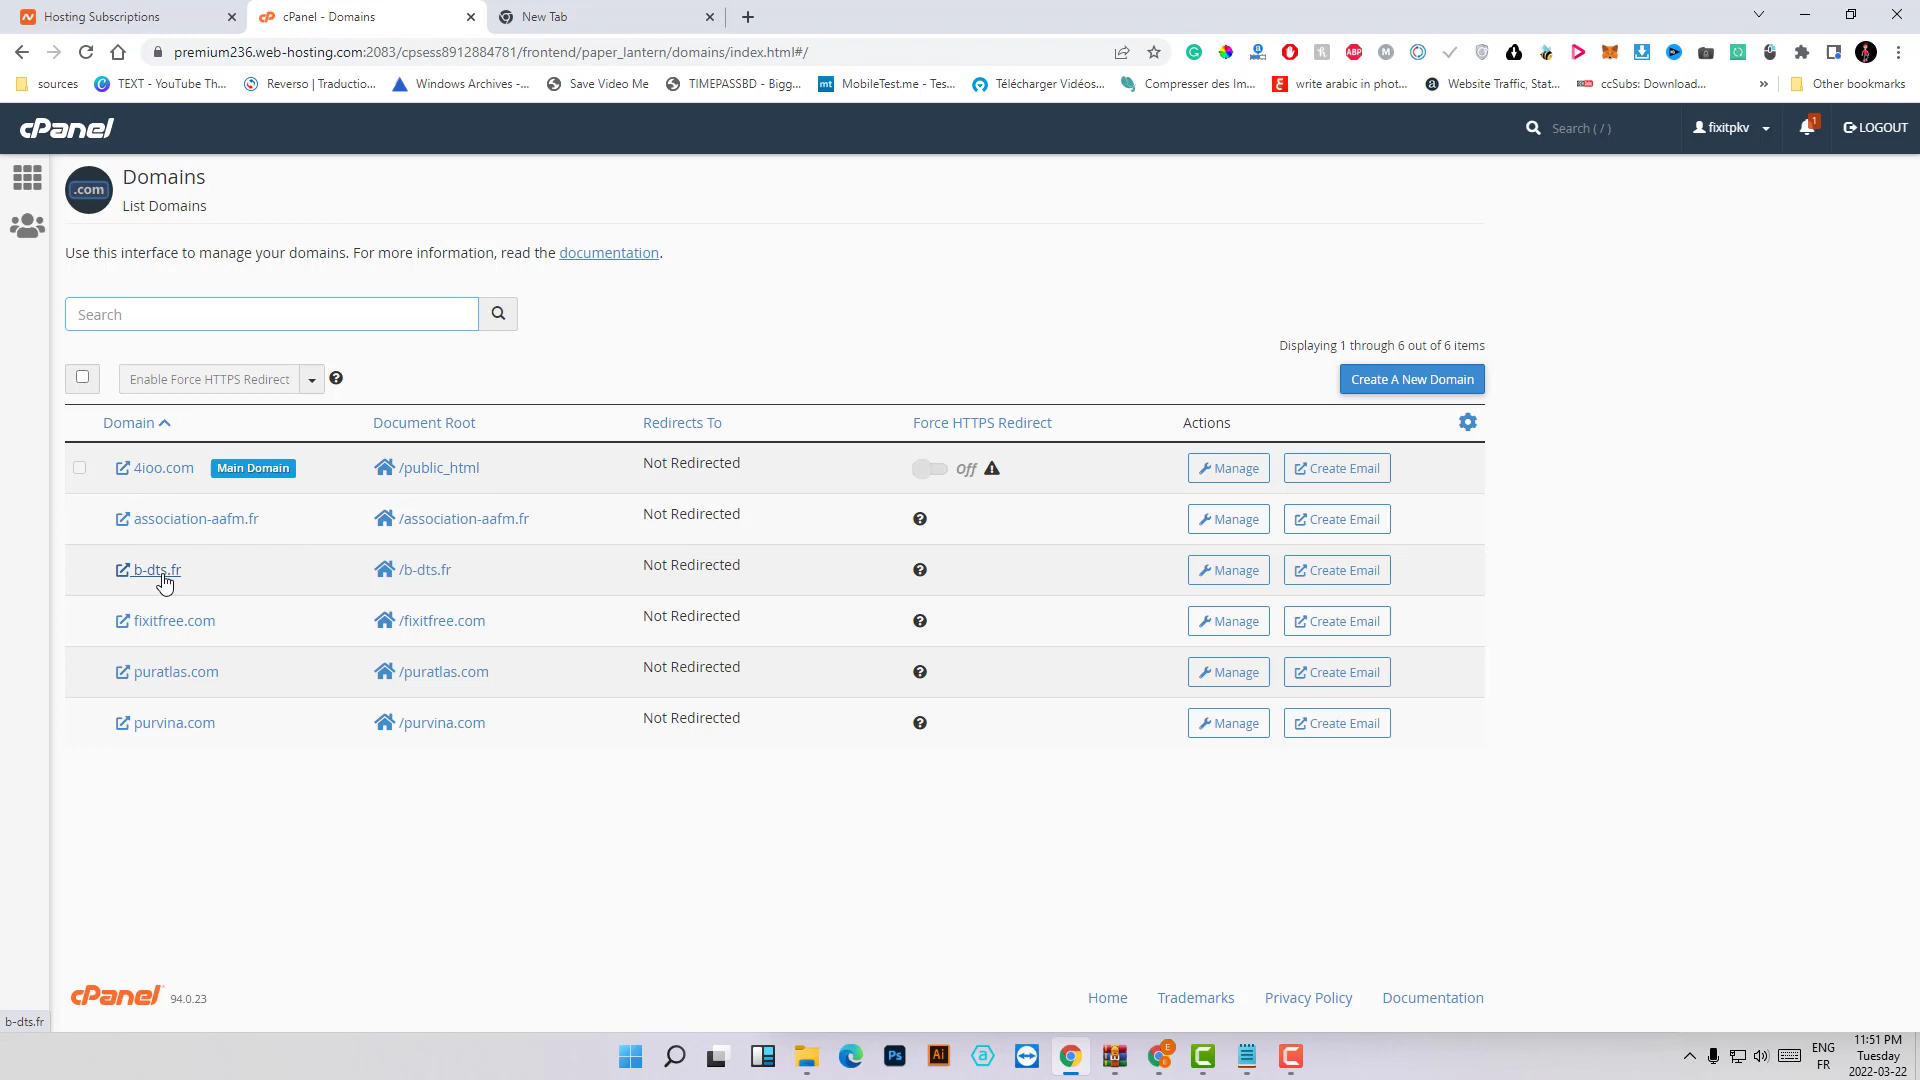 Hosting Subscriptions
cPanel - Domains
New Tab
premium236.web-hosting.com:2083/cpsess8912884781/frontend/paper_lantern/domains/index.html#/
sources
TEXT - YouTube Th...
Reverso | Traductio...
Windows Archives -...
Save Video Me
TIMEPASSBD - Bigg...
mt MobileTest.me - Tes...
Télécharger Vidéos...
Compresser des Im...
write arabic in phot...
Website Traffic, Stat...
ccSubs: Download...
»
Other bookmarks
cPanel
Search ( / )
fixitpkv
1
LOGOUT
.com
Domains
List Domains
Use this interface to manage your domains. For more information, read the documentation.
Search
Displaying 1 through 6 out of 6 items
Enable Force HTTPS Redirect
Create A New Domain
Domain Document Root Redirects To Force HTTPS Redirect Actions
4ioo.com Main Domain /public_html Not Redirected Off Manage Create Email
association-aafm.fr /association-aafm.fr Not Redirected Manage Create Email
b-dts.fr /b-dts.fr Not Redirected Manage Create Email
fixitfree.com /fixitfree.com Not Redirected Manage Create Email
puratlas.com /puratlas.com Not Redirected Manage Create Email
purvina.com /purvina.com Not Redirected Manage Create Email
cPanel 94.0.23
Home Trademarks Privacy Policy Documentation
b-dts.fr
Ps
Ai
E
ENG
FR
11:51 PM
Tuesday
2022-03-22